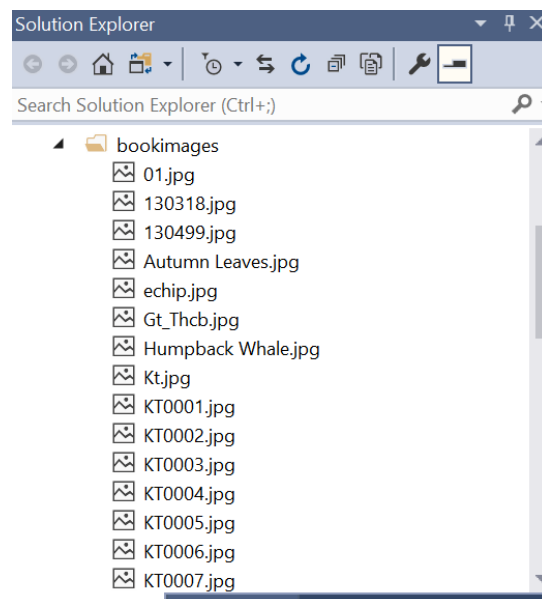 Solution Explorer
Search Solution Explorer (Ctrl+;)
bookimages
01.jpg
130318.jpg
130499.jpg
Autumn Leaves.jpg
echip.jpg
Gt_Thcb.jpg
Humpback Whale.jpg
Kt.jpg
KT0001.jpg
KT0002.jpg
KT0003.jpg
KT0004.jpg
KT0005.jpg
KT0006.jpg
KT0007.jpg